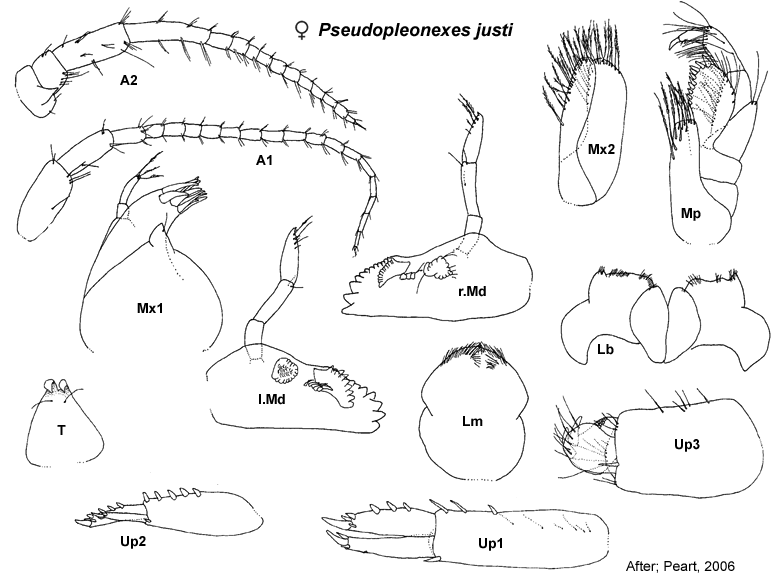 ♀ Pseudopleonexes justi
A2
A1
Mx2
Mp
Mx1
r.Md
l.Md
Lb
Lm
T
Up3
Up2
Up1
After; Peart, 2006